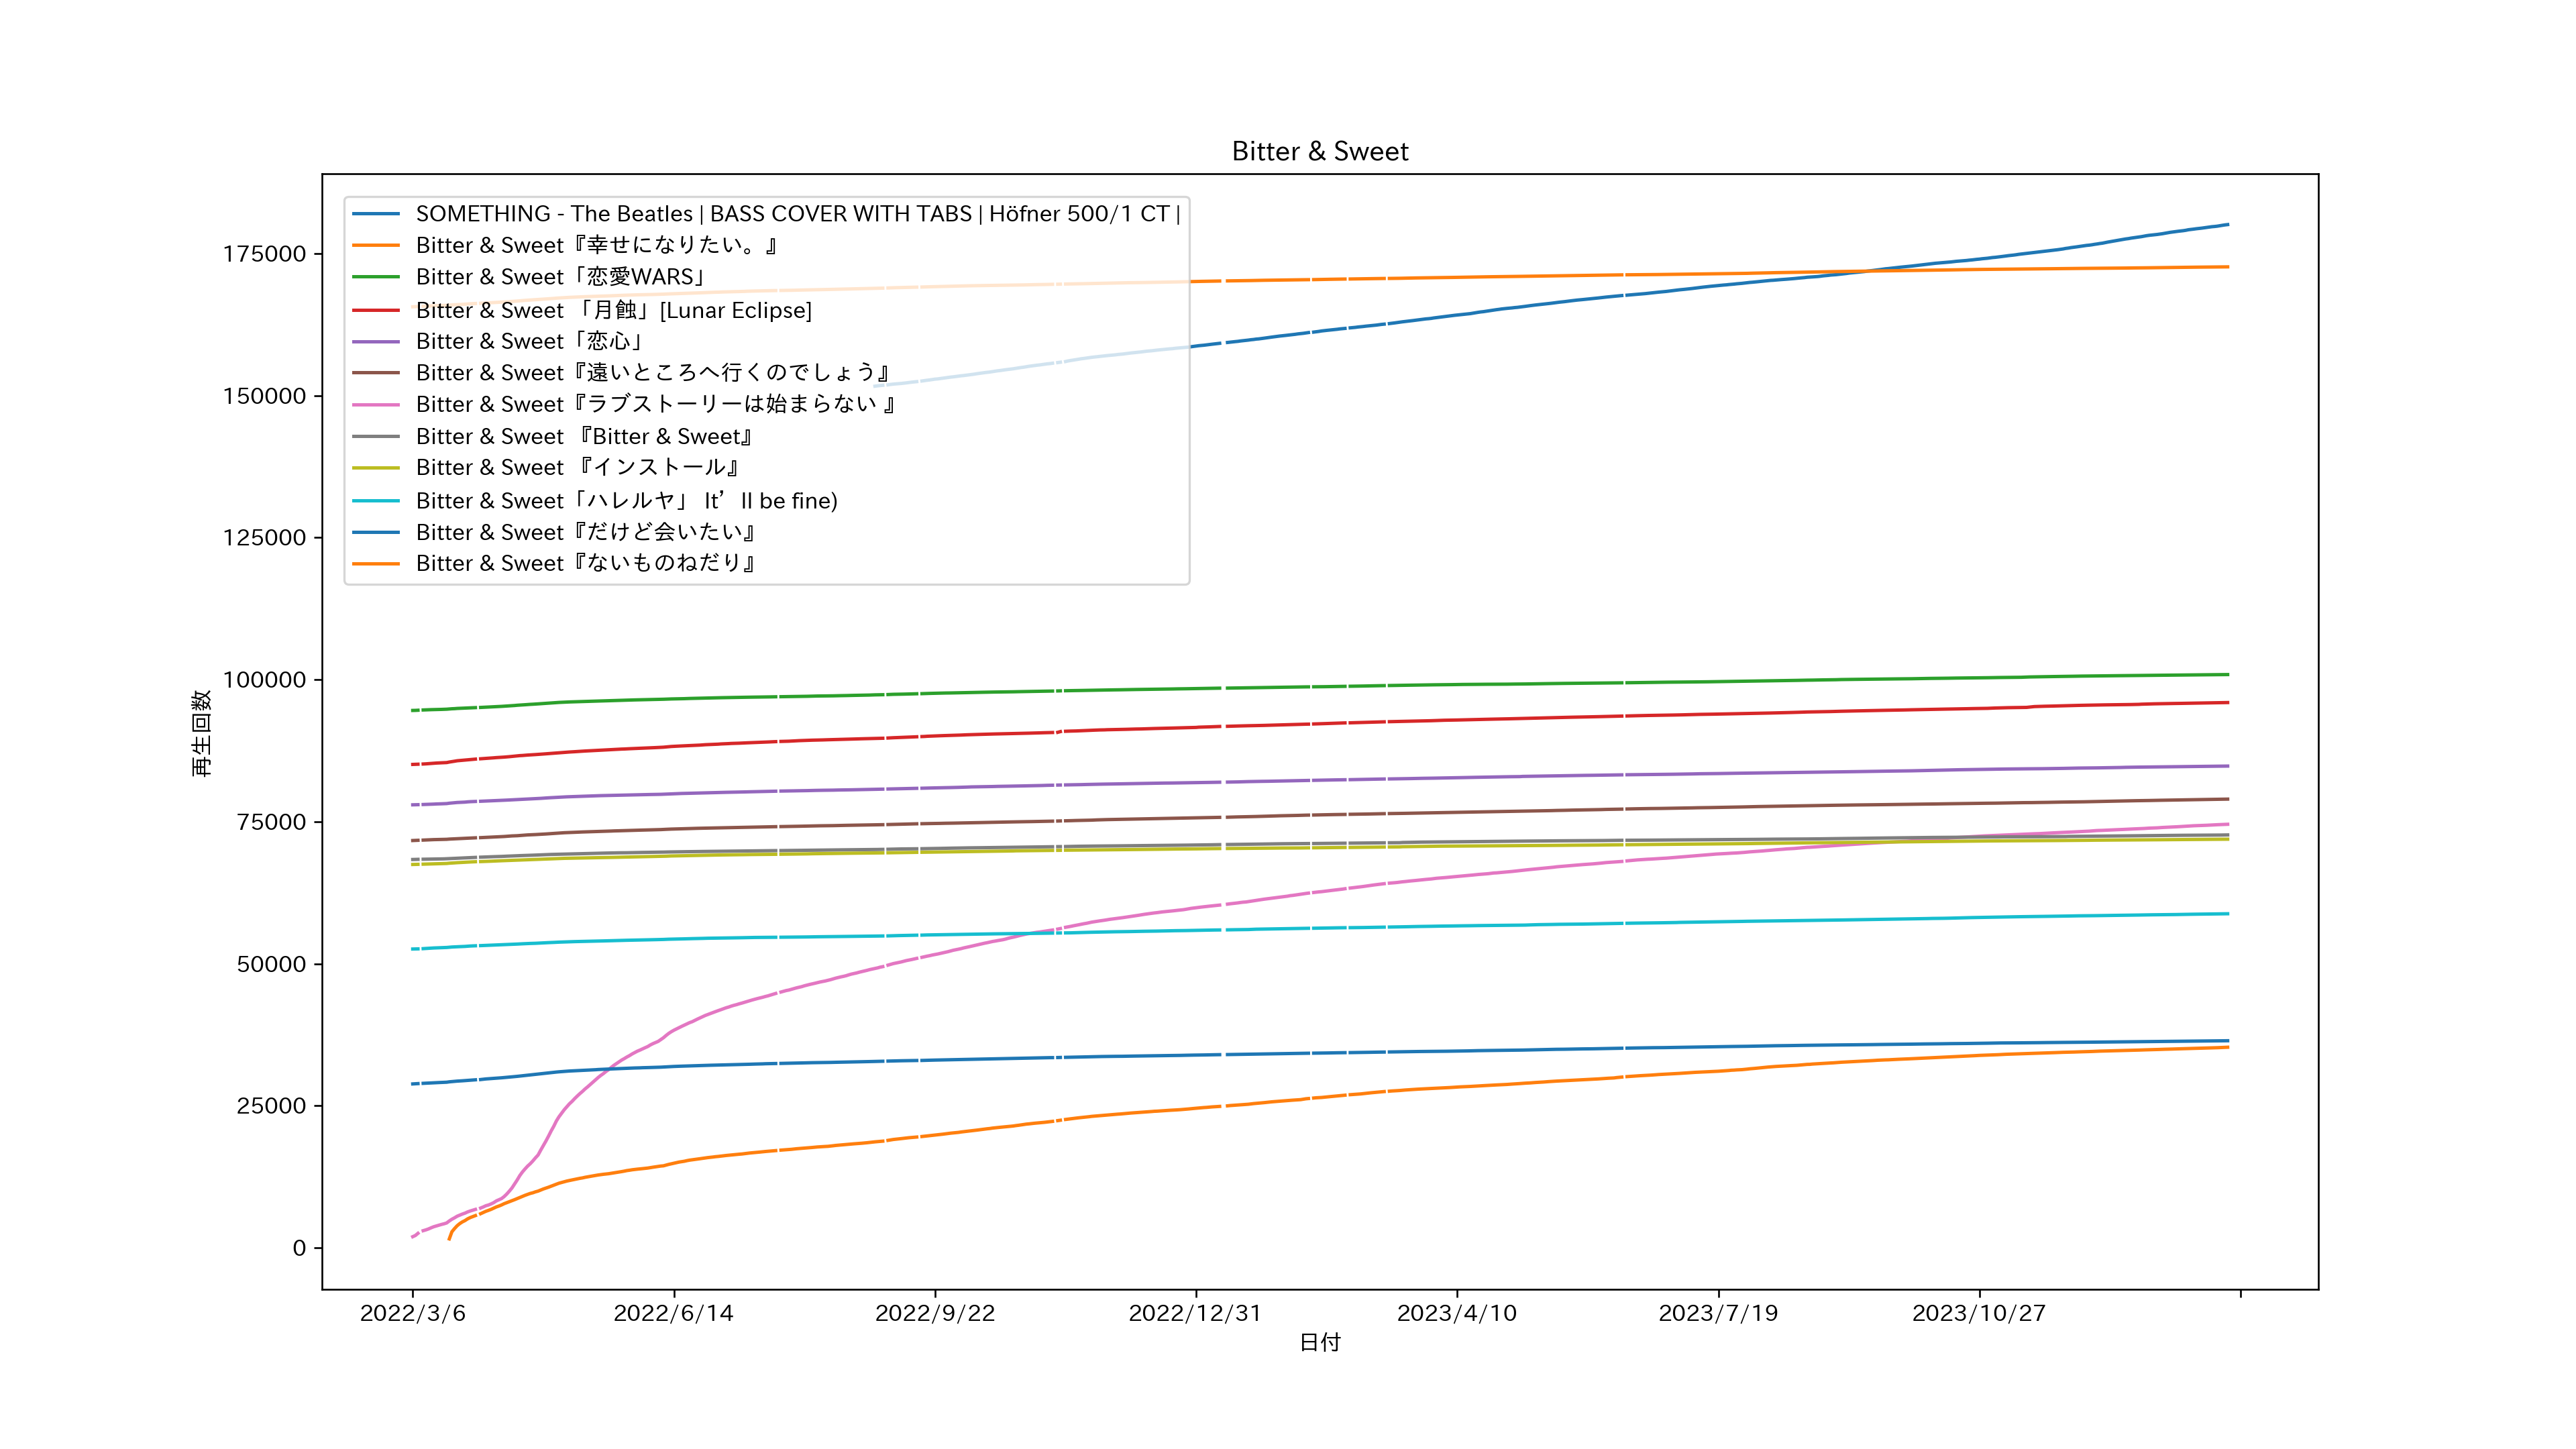 Bitter & Sweet
SOMETHING - The Beatles | BASS COVER WITH TABS | Höfner 500/1 CT |
Bitter & Sweet『幸せになりたい。』
Bitter & Sweet「恋愛WARS」
Bitter & Sweet 「月蝕」[Lunar Eclipse]
Bitter & Sweet「恋心」
Bitter & Sweet『遠いところへ行くのでしょう』
Bitter & Sweet『ラブストーリーは始まらない 』
Bitter & Sweet 『Bitter & Sweet』
Bitter & Sweet 『インストール』
Bitter & Sweet「ハレルヤ」 It’ll be fine)
Bitter & Sweet『だけど会いたい』
Bitter & Sweet『ないものねだり』
175000
150000
125000
100000
75000
50000
25000
0
再生回数
2022/3/6
2022/6/14
2022/9/22
2022/12/31
2023/4/10
2023/7/19
2023/10/27
日付